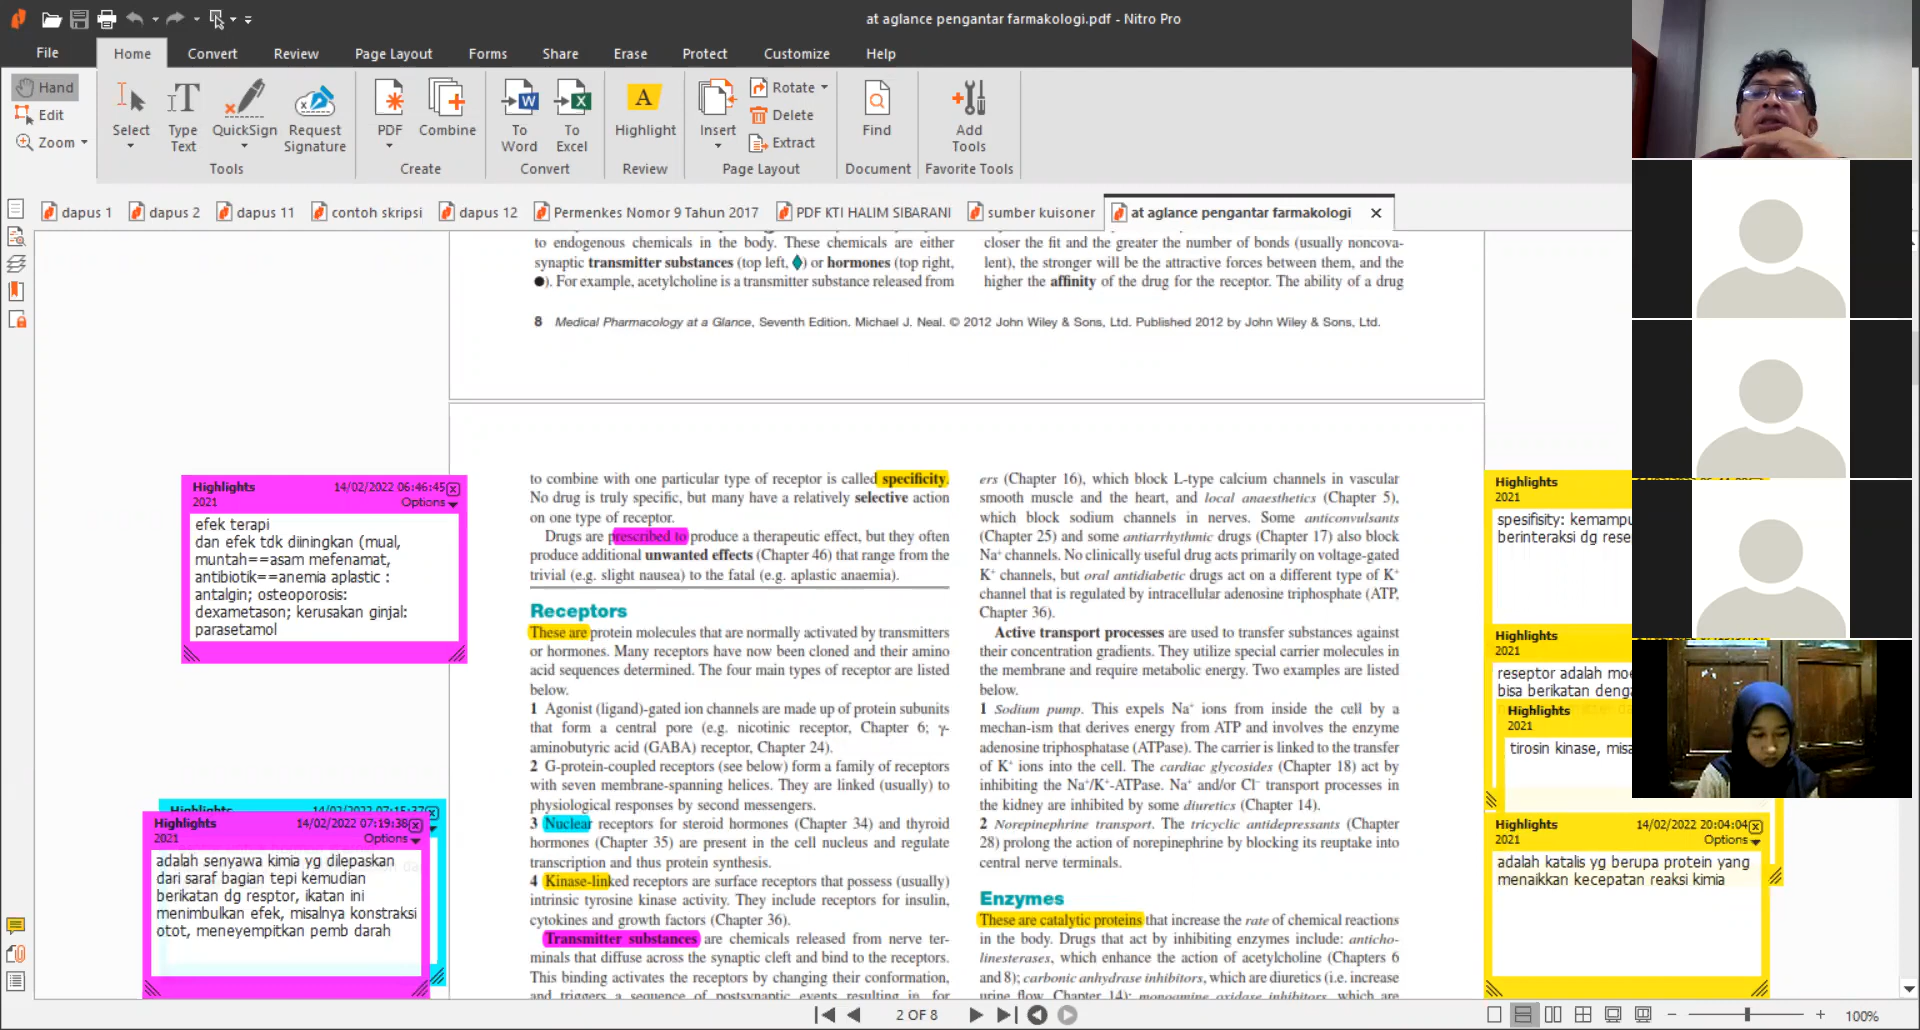 at aglance pengantar farmakologi.pdf - Nitro Pro
File
Home
Convert
Review
Page Layout
Forms
Share
Erase
Protect
Customize
Help
Hand
Edit
Zoom
Select
Type Text
QuickSign
Request Signature
Tools
PDF
Combine
Create
To Word
To Excel
Convert
Highlight
Review
Insert
Rotate
Delete
Extract
Page Layout
Find
Document
Add Tools
Favorite Tools
dapus 1
dapus 2
dapus 11
contoh skripsi
dapus 12
Permenkes Nomor 9 Tahun 2017
PDF KTI HALIM SIBARANI
sumber kuisoner
at aglance pengantar farmakologi
to endogenous chemicals in the body. These chemicals are either
synaptic transmitter substances (top left, ♦) or hormones (top right,
●). For example, acetylcholine is a transmitter substance released from
closer the fit and the greater the number of bonds (usually noncova-
lent), the stronger will be the attractive forces between them, and the
higher the affinity of the drug for the receptor. The ability of a drug
8 Medical Pharmacology at a Glance, Seventh Edition. Michael J. Neal. © 2012 John Wiley & Sons, Ltd. Published 2012 by John Wiley & Sons, Ltd.
Highlights 14/02/2022 06:46:45
2021 Options
efek terapi
dan efek tdk diiningkan (mual,
muntah==asam mefenamat,
antibiotik==anemia aplastic :
antalgin; osteoporosis:
dexametason; kerusakan ginjal:
parasetamol
Highlights 14/02/2022 07:15:37
Highlights 14/02/2022 07:19:38
2021 Options
adalah senyawa kimia yg dilepaskan
dari saraf bagian tepi kemudian
berikatan dg resptor, ikatan ini
menimbulkan efek, misalnya konstraksi
otot, meneyempitkan pemb darah
to combine with one particular type of receptor is called specificity.
No drug is truly specific, but many have a relatively selective action
on one type of receptor.
Drugs are prescribed to produce a therapeutic effect, but they often
produce additional unwanted effects (Chapter 46) that range from the
trivial (e.g. slight nausea) to the fatal (e.g. aplastic anaemia).
Receptors
These are protein molecules that are normally activated by transmitters
or hormones. Many receptors have now been cloned and their amino
acid sequences determined. The four main types of receptor are listed
below.
1 Agonist (ligand)-gated ion channels are made up of protein subunits
that form a central pore (e.g. nicotinic receptor, Chapter 6; γ-
aminobutyric acid (GABA) receptor, Chapter 24).
2 G-protein-coupled receptors (see below) form a family of receptors
with seven membrane-spanning helices. They are linked (usually) to
physiological responses by second messengers.
3 Nuclear receptors for steroid hormones (Chapter 34) and thyroid
hormones (Chapter 35) are present in the cell nucleus and regulate
transcription and thus protein synthesis.
4 Kinase-linked receptors are surface receptors that possess (usually)
intrinsic tyrosine kinase activity. They include receptors for insulin,
cytokines and growth factors (Chapter 36).
Transmitter substances are chemicals released from nerve ter-
minals that diffuse across the synaptic cleft and bind to the receptors.
This binding activates the receptors by changing their conformation,
and triggers a sequence of postsynaptic events resulting in, for
ers (Chapter 16), which block L-type calcium channels in vascular
smooth muscle and the heart, and local anaesthetics (Chapter 5),
which block sodium channels in nerves. Some anticonvulsants
(Chapter 25) and some antiarrhythmic drugs (Chapter 17) also block
Na⁺ channels. No clinically useful drug acts primarily on voltage-gated
K⁺ channels, but oral antidiabetic drugs act on a different type of K⁺
channel that is regulated by intracellular adenosine triphosphate (ATP,
Chapter 36).
Active transport processes are used to transfer substances against
their concentration gradients. They utilize special carrier molecules in
the membrane and require metabolic energy. Two examples are listed
below.
1 Sodium pump. This expels Na⁺ ions from inside the cell by a
mechan-ism that derives energy from ATP and involves the enzyme
adenosine triphosphatase (ATPase). The carrier is linked to the transfer
of K⁺ ions into the cell. The cardiac glycosides (Chapter 18) act by
inhibiting the Na⁺/K⁺-ATPase. Na⁺ and/or Cl⁻ transport processes in
the kidney are inhibited by some diuretics (Chapter 14).
2 Norepinephrine transport. The tricyclic antidepressants (Chapter
28) prolong the action of norepinephrine by blocking its reuptake into
central nerve terminals.
Enzymes
These are catalytic proteins that increase the rate of chemical reactions
in the body. Drugs that act by inhibiting enzymes include: anticho-
linesterases, which enhance the action of acetylcholine (Chapters 6
and 8); carbonic anhydrase inhibitors, which are diuretics (i.e. increase
urine flow, Chapter 14); monoamine oxidase inhibitors, which are
Highlights
2021
spesifisity: kemampu
berinteraksi dg rese
Highlights
2021
reseptor adalah moe
bisa berikatan denga
Highlights
2021
tirosin kinase, misa
Highlights 14/02/2022 20:04:04
2021 Options
adalah katalis yg berupa protein yang
menaikkan kecepatan reaksi kimia
2 OF 8
100%